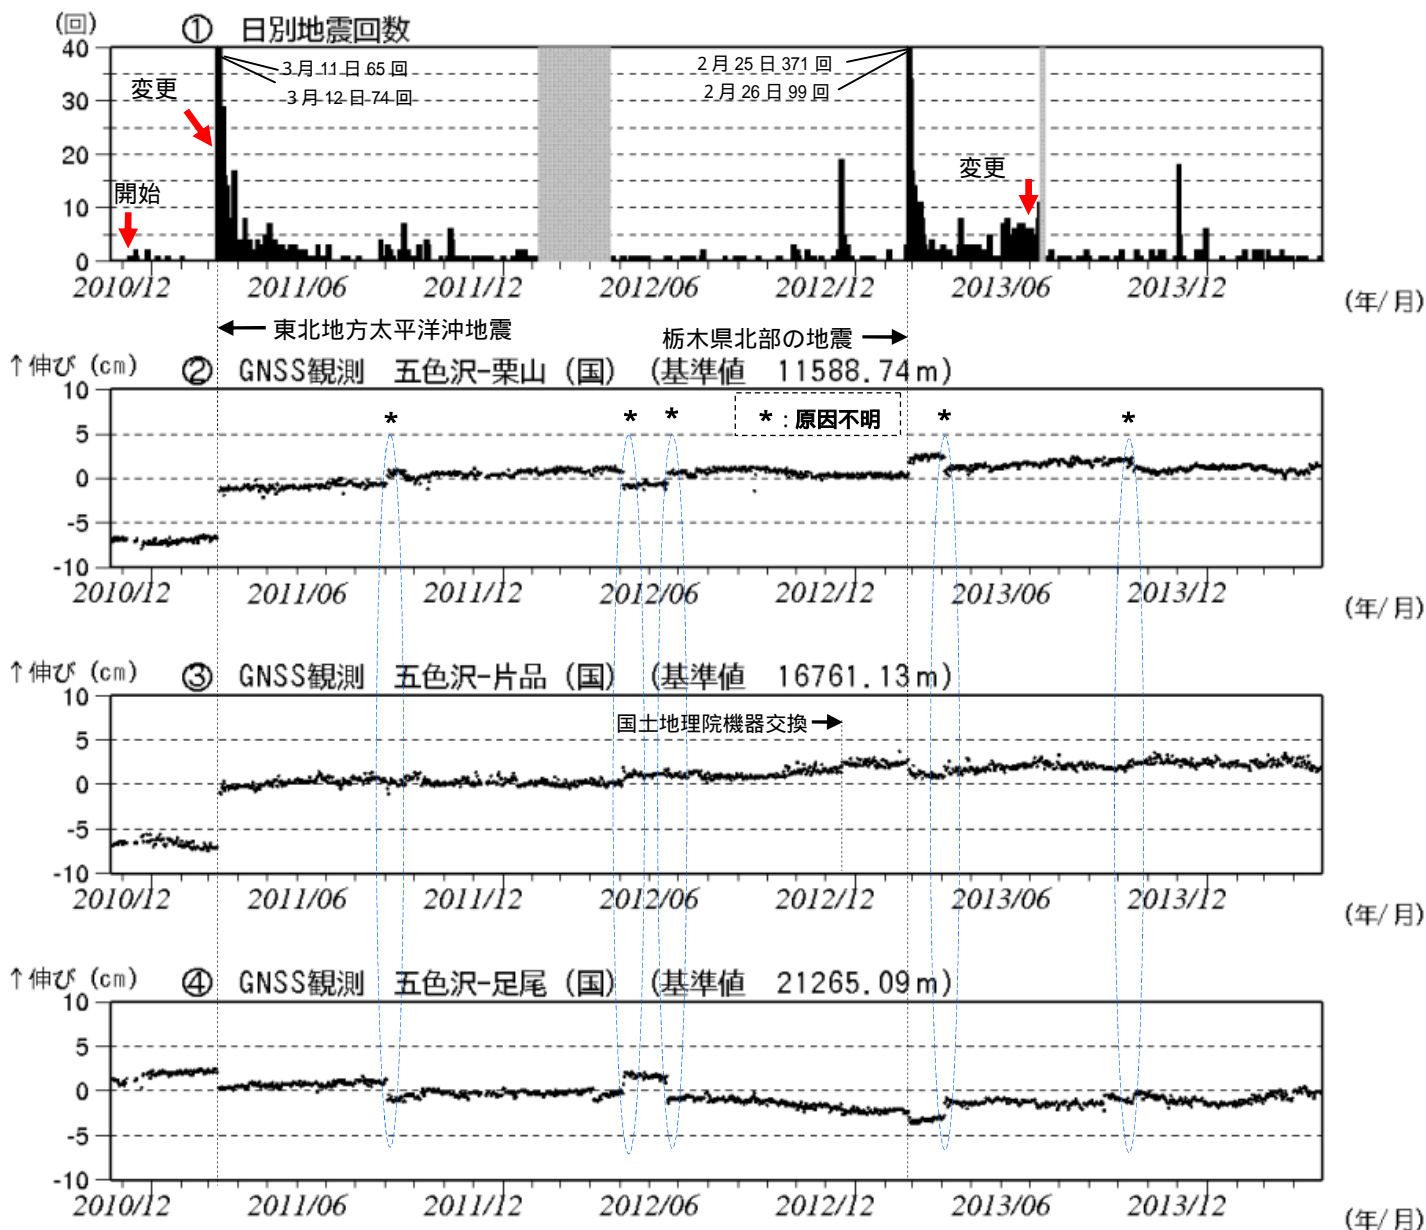 (回) ① 日別地震回数
40
30
20
10
0
3月11日65回
3月12日74回
2月25日371回
2月26日99回
変更
開始
変更
2010/12 2011/06 2011/12 2012/06 2012/12 2013/06 2013/12
(年/月)
東北地方太平洋沖地震
栃木県北部の地震
↑伸び (cm) ② GNSS観測 五色沢-栗山 (国) (基準値 11588.74m)
10
5
0
-5
-10
* * * * *
* : 原因不明
2010/12 2011/06 2011/12 2012/06 2012/12 2013/06 2013/12
(年/月)
↑伸び (cm) ③ GNSS観測 五色沢-片品 (国) (基準値 16761.13m)
10
5
0
-5
-10
国土地理院機器交換
2010/12 2011/06 2011/12 2012/06 2012/12 2013/06 2013/12
(年/月)
↑伸び (cm) ④ GNSS観測 五色沢-足尾 (国) (基準値 21265.09m)
10
5
0
-5
-10
2010/12 2011/06 2011/12 2012/06 2012/12 2013/06 2013/12
(年/月)